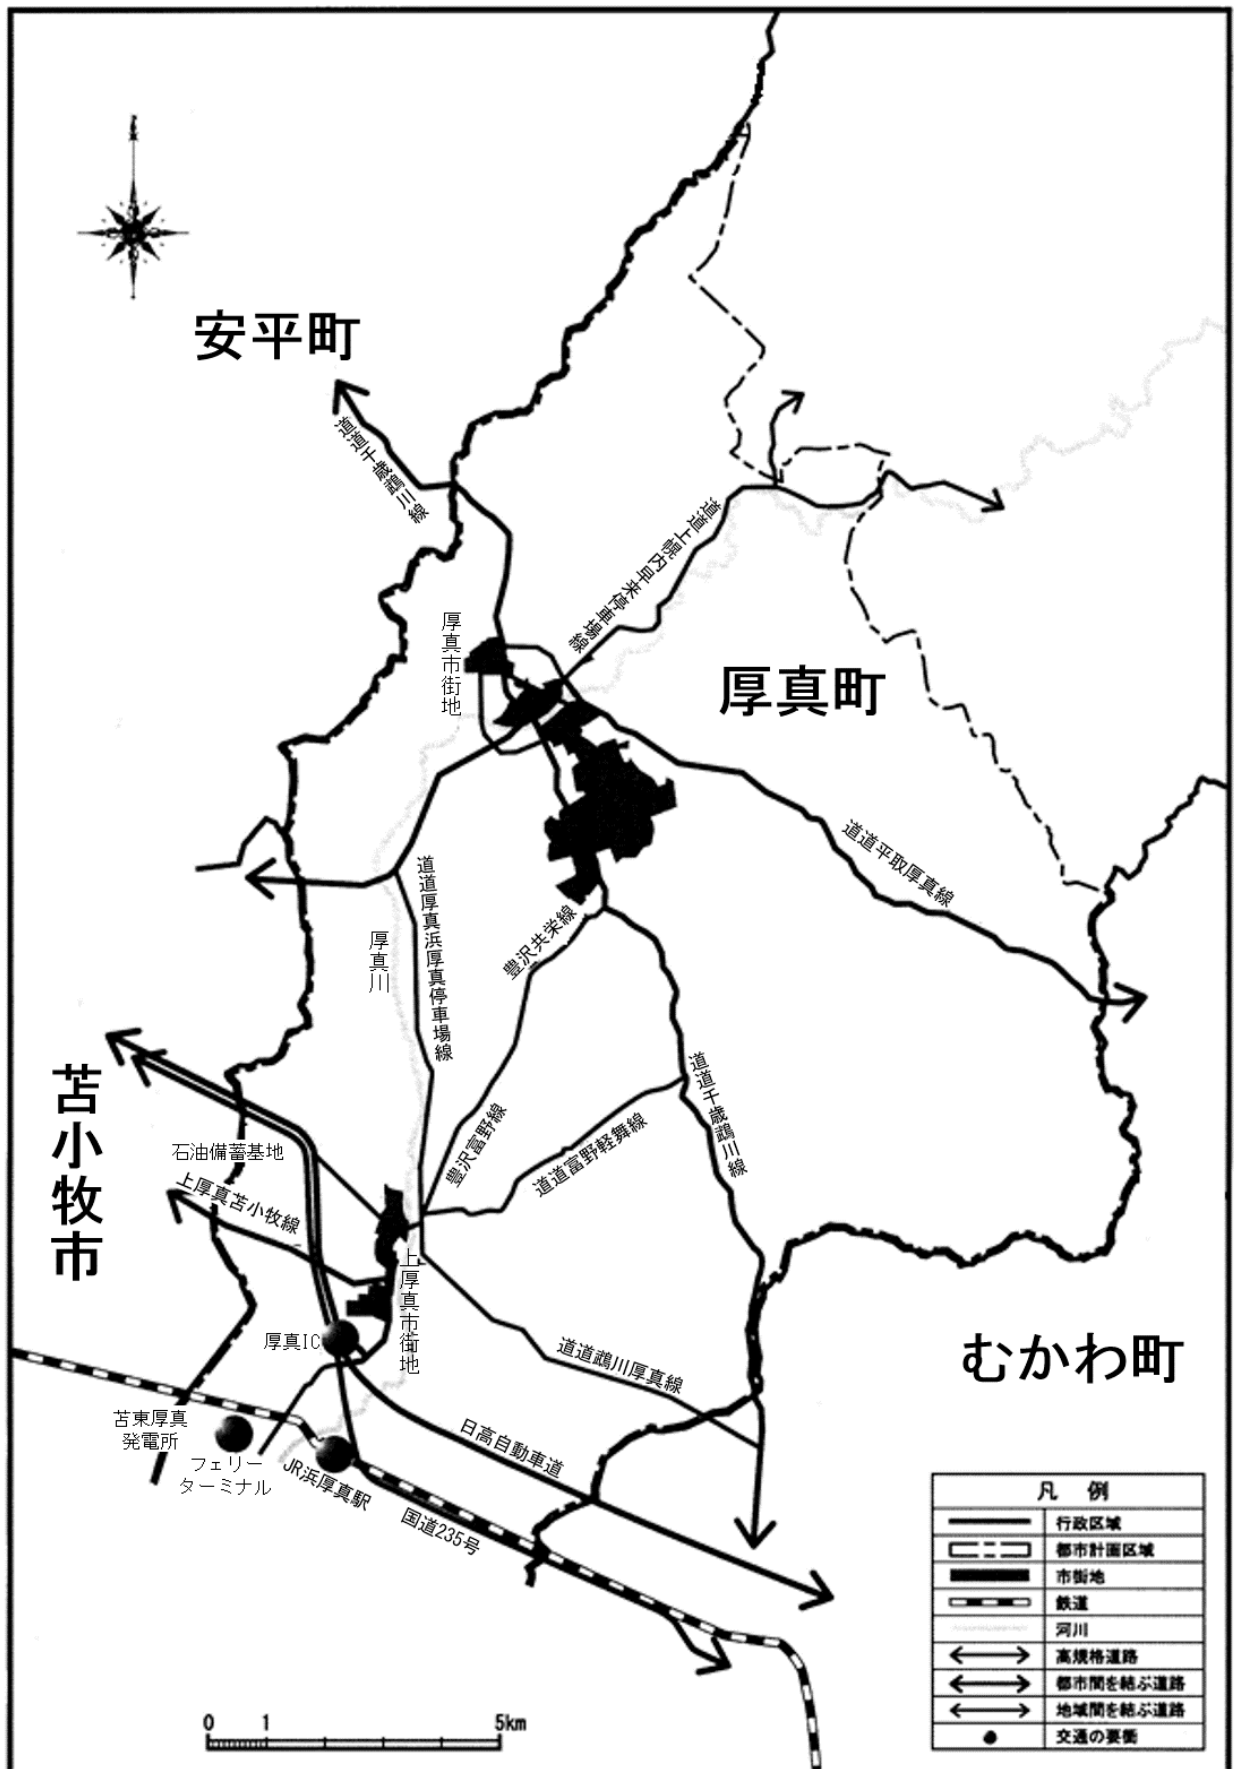 安平町
道道千歳鵡川線
道道上幌内早来停車場線
厚真市街地
厚真町
道道平取厚真線
道道厚真浜厚真停車場線
厚真川
豊沢共栄線
苫小牧市
道道千歳鵡川線
石油備蓄基地
豊沢富野線
道道富野軽舞線
上厚真苫小牧線
上厚真市街地
厚真IC
むかわ町
道道鵡川厚真線
苫東厚真
発電所
フェリー
ターミナル
JR浜厚真駅
日高自動車道
国道235号
凡 例
行政区域
都市計画区域
市街地
鉄道
河川
高規格道路
都市間を結ぶ道路
地域間を結ぶ道路
交通の要衝
0 1 5km